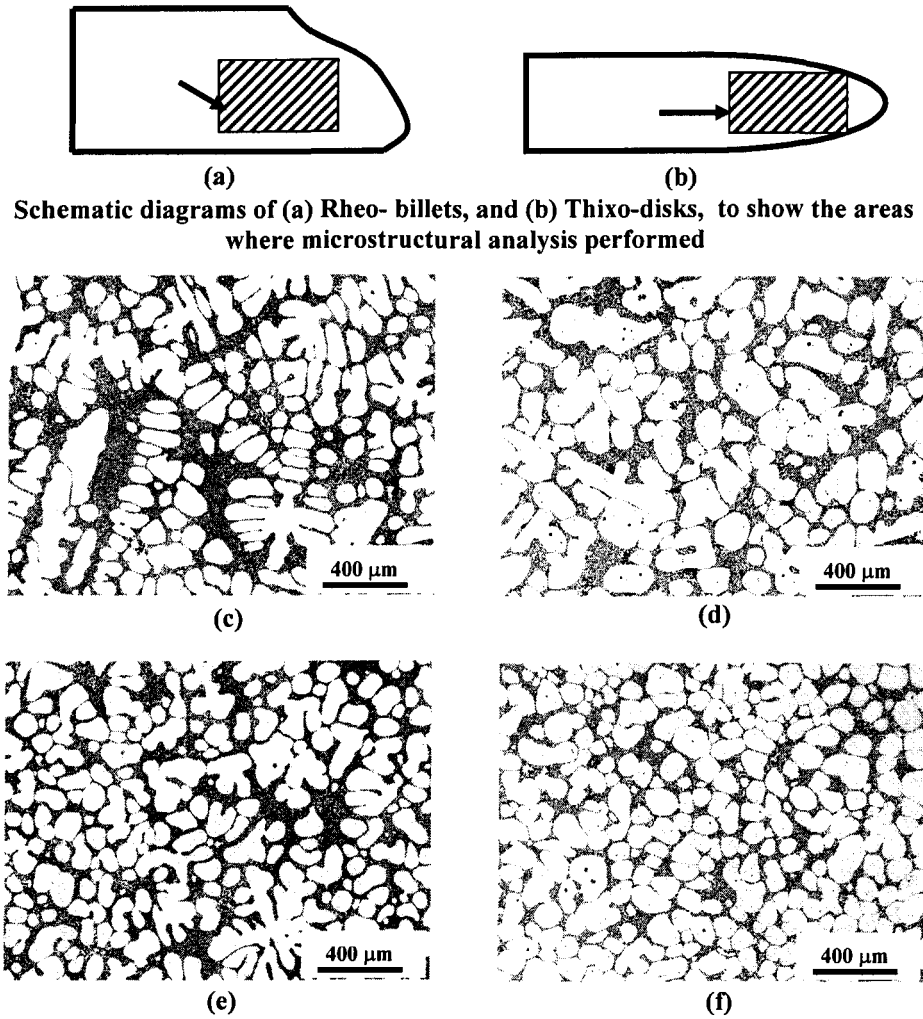 (a)
(b)
Schematic diagrams of (a) Rheo- billets, and (b) Thixo-disks, to show the areas
where microstructural analysis performed
400 μm
400 μm
(c)
(d)
400 μm
400 μm
(e)
(f)